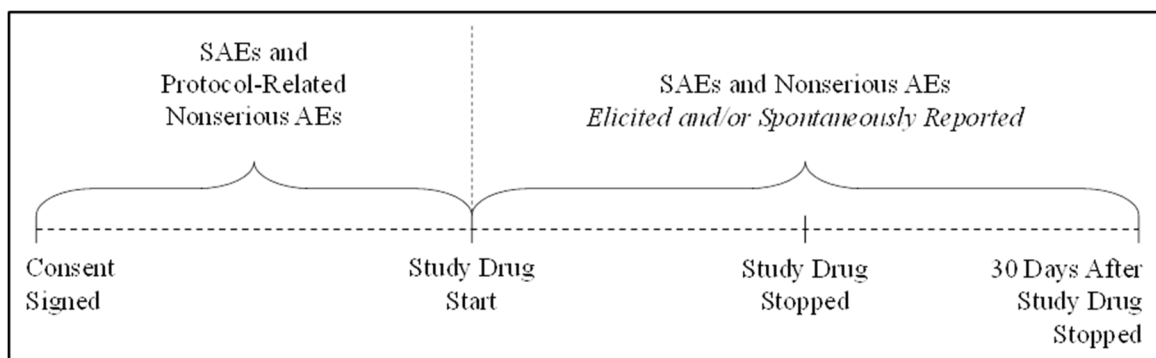 SAEs and
Protocol-Related
Nonserious AEs
SAEs and Nonserious AEs
Elicited and/or Spontaneously Reported
Consent
Signed
Study Drug
Start
Study Drug
Stopped
30 Days After
Study Drug
Stopped